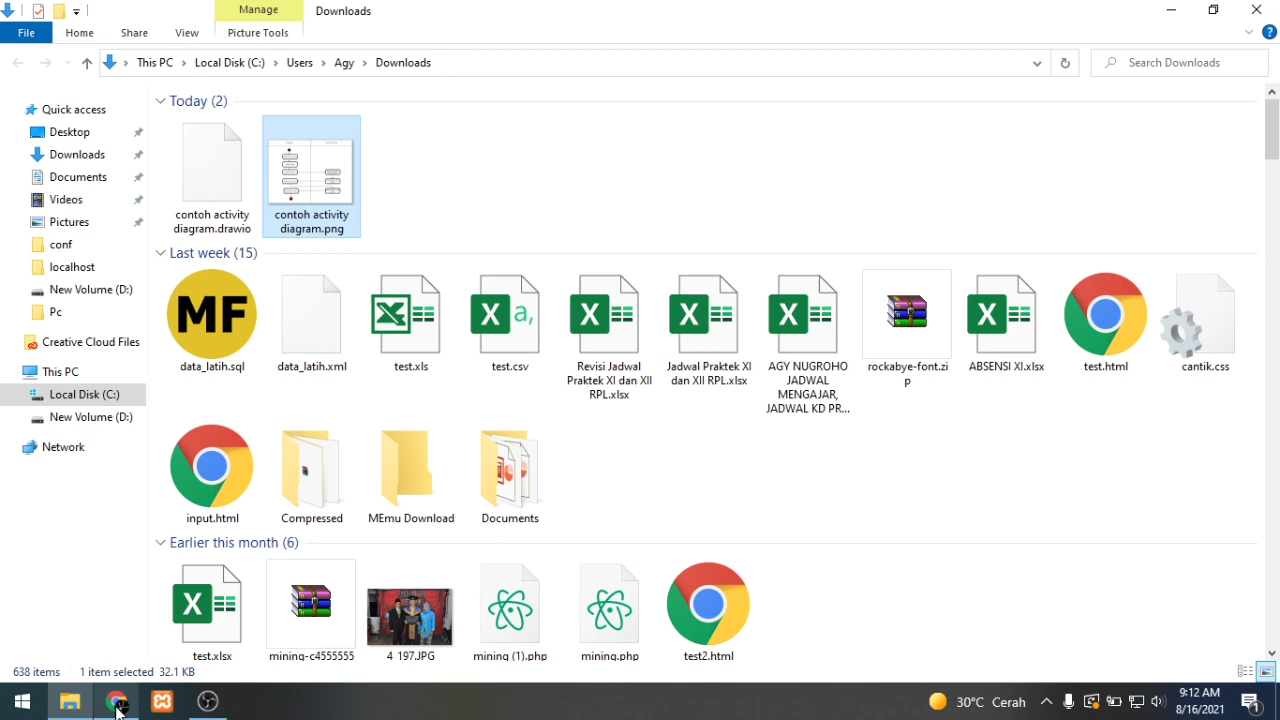 Manage
Downloads
File
Home
Share
View
Picture Tools
This PC
Local Disk (C:)
Users
Agy
Downloads
Search Downloads
Quick access
Desktop
Downloads
Documents
Videos
Pictures
conf
localhost
New Volume (D:)
Pc
Creative Cloud Files
This PC
Local Disk (C:)
New Volume (D:)
Network
Today (2)
contoh activity
diagram.drawio
contoh activity
diagram.png
Last week (15)
MF
data_latih.sql
data_latih.xml
test.xls
a,
test.csv
Revisi Jadwal
Praktek XI dan XII
RPL.xlsx
Jadwal Praktek XI
dan XII RPL.xlsx
AGY NUGROHO
JADWAL
MENGAJAR,
JADWAL KD PR...
rockabye-font.zi
p
ABSENSI XI.xlsx
test.html
cantik.css
input.html
Compressed
MEmu Download
Documents
Earlier this month (6)
test.xlsx
mining-c4555555
4_197.JPG
mining (1).php
mining.php
test2.html
638 items
1 item selected 32.1 KB
30°C Cerah
9:12 AM
8/16/2021
1